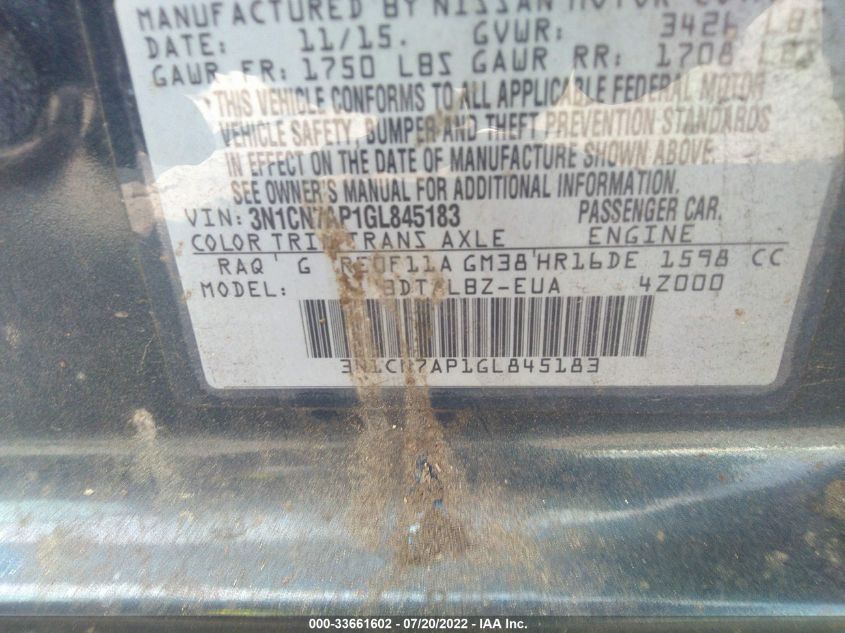 MANUFACTURED BY NISSAN MOTOR
DATE: 11/15. GVWR: 3426 LBS
GAWR FR: 1750 LBS GAWR RR: 1708 LBS
THIS VEHICLE CONFORMS TO ALL APPLICABLE FEDERAL MOTOR
VEHICLE SAFETY, BUMPER AND THEFT PREVENTION STANDARDS
IN EFFECT ON THE DATE OF MANUFACTURE SHOWN ABOVE.
SEE OWNER'S MANUAL FOR ADDITIONAL INFORMATION.
VIN: 3N1CN7AP1GL845183 PASSENGER CAR.
COLOR TRIM TRANS AXLE ENGINE
RAQ' G RE0F11A GM38'HR16DE 1598 CC
MODEL: LBZ-EUA 4Z000
3N1CN7AP1GL845183
000-33661602 - 07/20/2022 - IAA Inc.